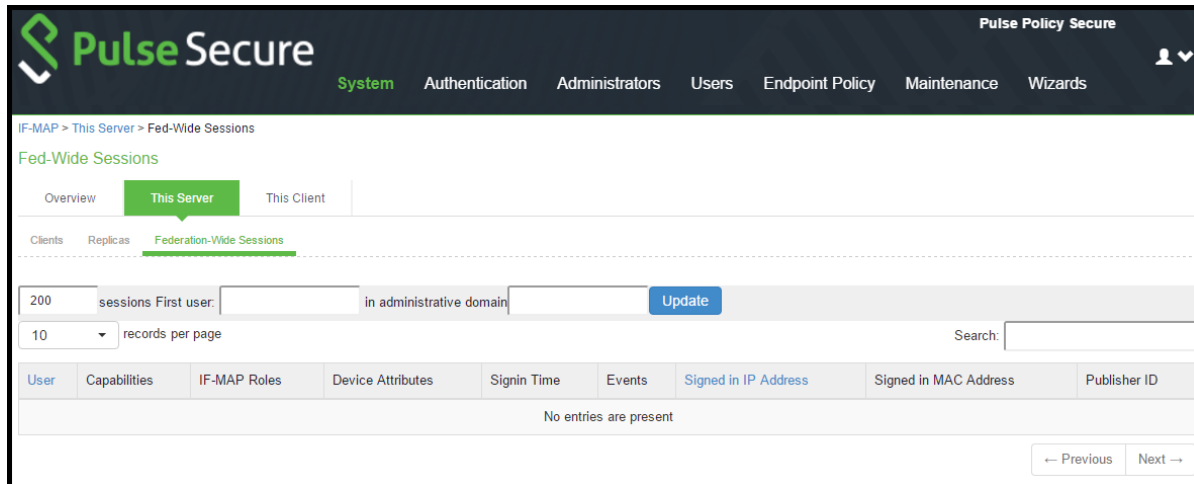 Pulse Policy Secure
Pulse Secure
System Authentication Administrators Users Endpoint Policy Maintenance Wizards
IF-MAP > This Server > Fed-Wide Sessions
Fed-Wide Sessions
Overview This Server This Client
Clients Replicas Federation-Wide Sessions
200 sessions First user: in administrative domain Update
10 records per page Search:
User Capabilities IF-MAP Roles Device Attributes Signin Time Events Signed in IP Address Signed in MAC Address Publisher ID
No entries are present
← Previous Next →